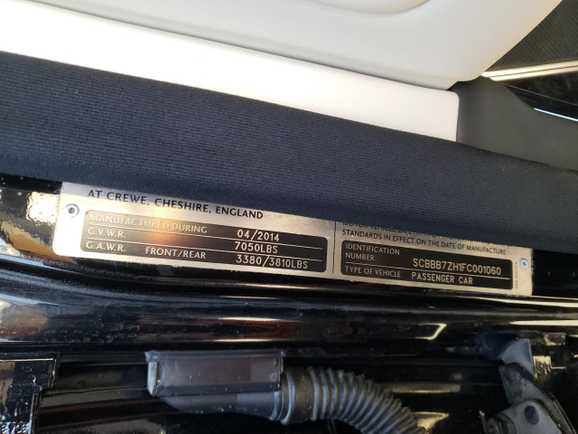 AT CREWE, CHESHIRE, ENGLAND
MANUFACTURED DURING 04/2014
G.V.W.R. 7050LBS
G.A.W.R. FRONT/REAR 3380/3810LBS
STANDARDS IN EFFECT ON THE DATE OF MANUFACTURE
IDENTIFICATION NUMBER SCBBB7ZH1FC001060
TYPE OF VEHICLE PASSENGER CAR